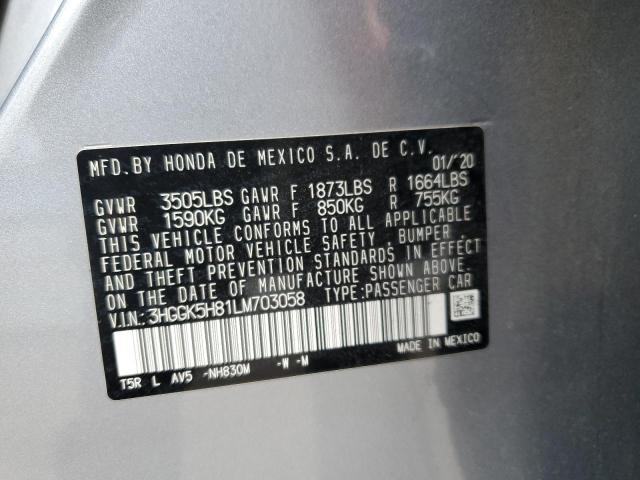 MFD. BY HONDA DE MEXICO S.A. DE C.V. 01/'20
GVWR 3505LBS GAWR F 1873LBS R 1664LBS
GVWR 1590KG GAWR F 850KG R 755KG
THIS VEHICLE CONFORMS TO ALL APPLICABLE
FEDERAL MOTOR VEHICLE SAFETY, BUMPER
AND THEFT PREVENTION STANDARDS IN EFFECT
ON THE DATE OF MANUFACTURE SHOWN ABOVE.
V.I.N: 3HGGK5H81LM703058 TYPE:PASSENGER CAR
MADE IN MEXICO
T5R L AV5 -NH830M -W -M